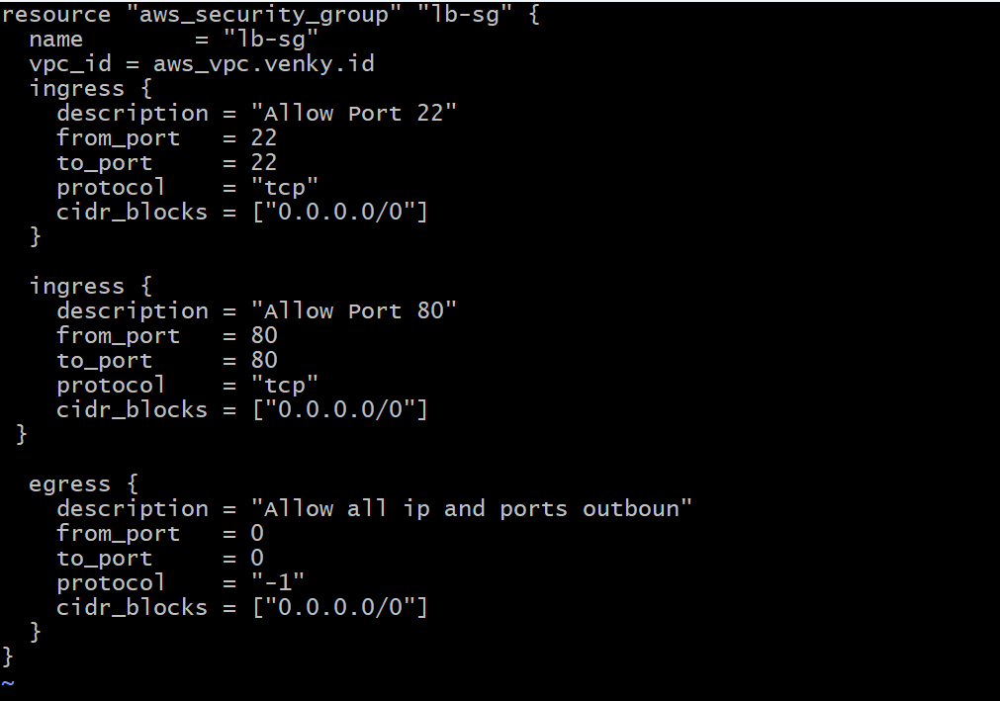 resource "aws_security_group" "lb-sg" {
  name        = "lb-sg"
  vpc_id = aws_vpc.venky.id
  ingress {
    description = "Allow Port 22"
    from_port   = 22
    to_port     = 22
    protocol    = "tcp"
    cidr_blocks = ["0.0.0.0/0"]
  }

  ingress {
    description = "Allow Port 80"
    from_port   = 80
    to_port     = 80
    protocol    = "tcp"
    cidr_blocks = ["0.0.0.0/0"]
 }

  egress {
    description = "Allow all ip and ports outboun"
    from_port   = 0
    to_port     = 0
    protocol    = "-1"
    cidr_blocks = ["0.0.0.0/0"]
  }
}
~